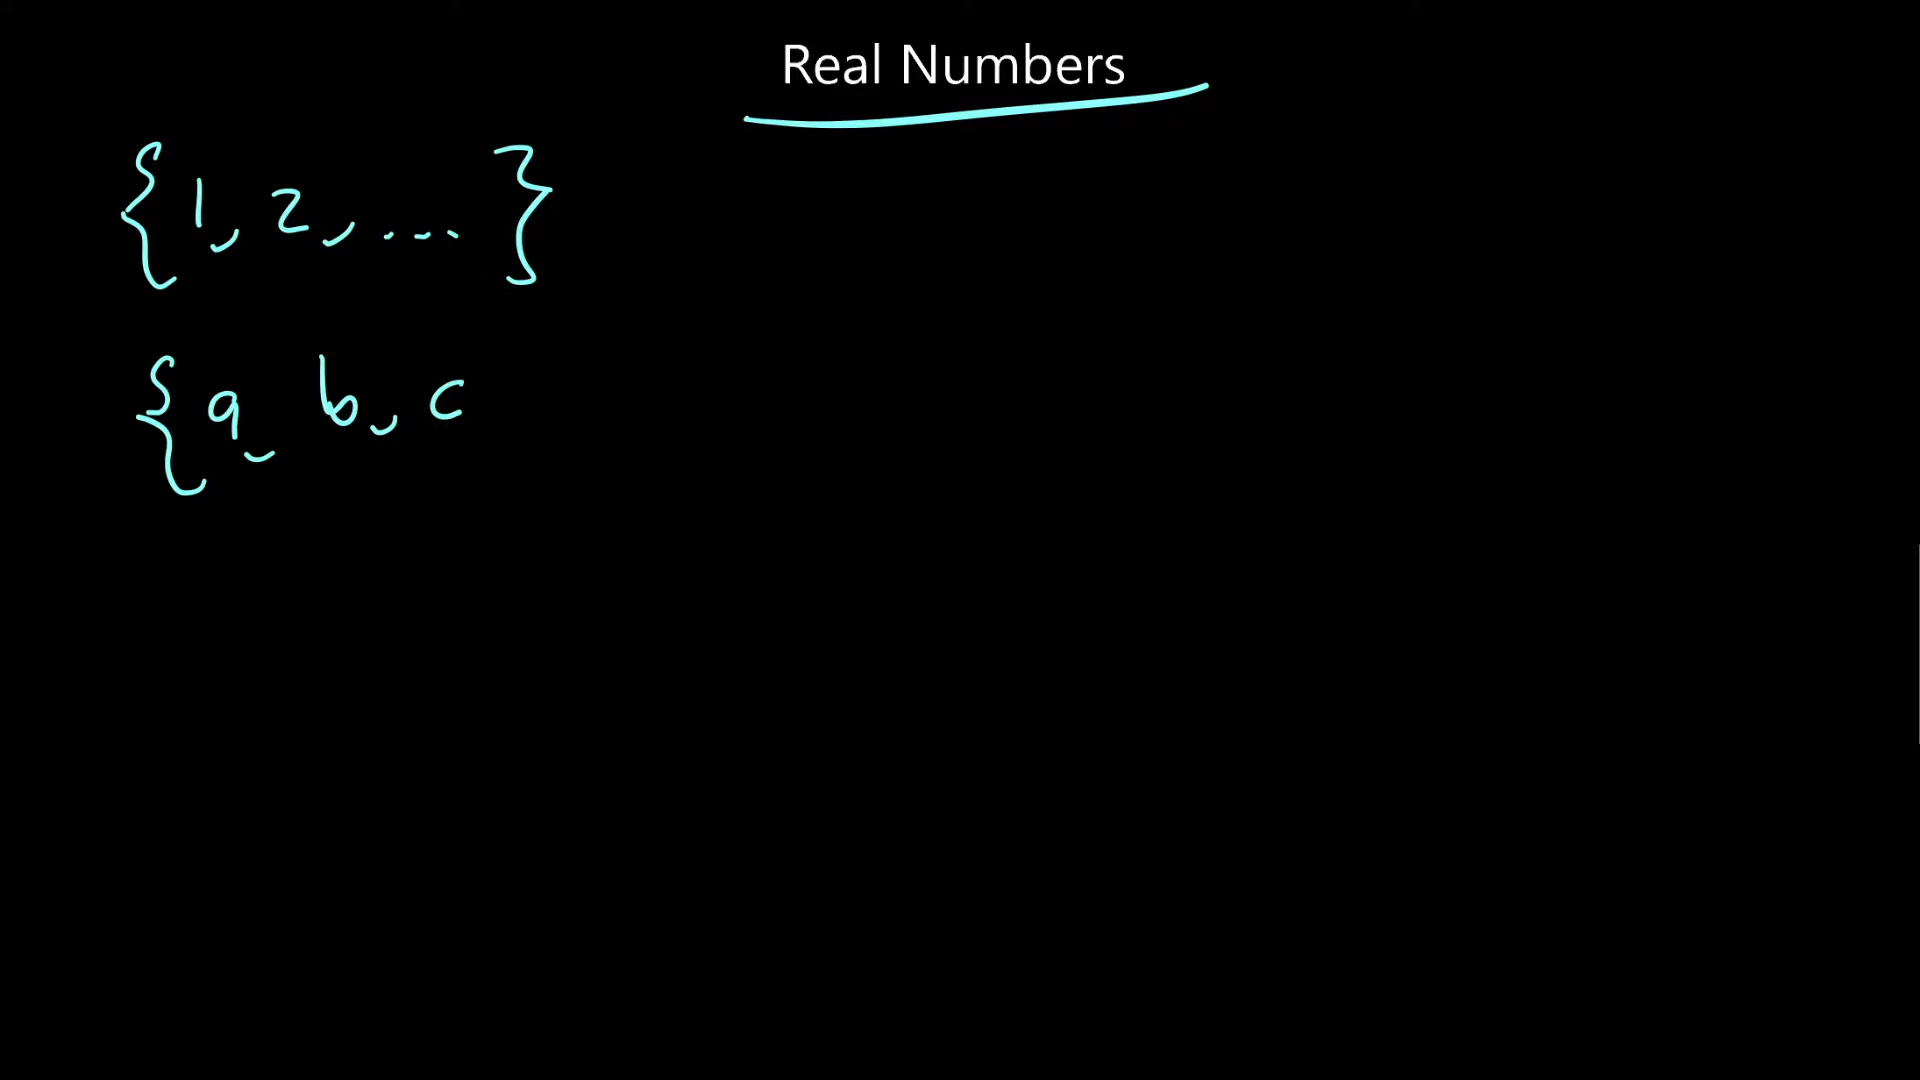 Real Numbers
{1, 2, ... }
{a, b, c